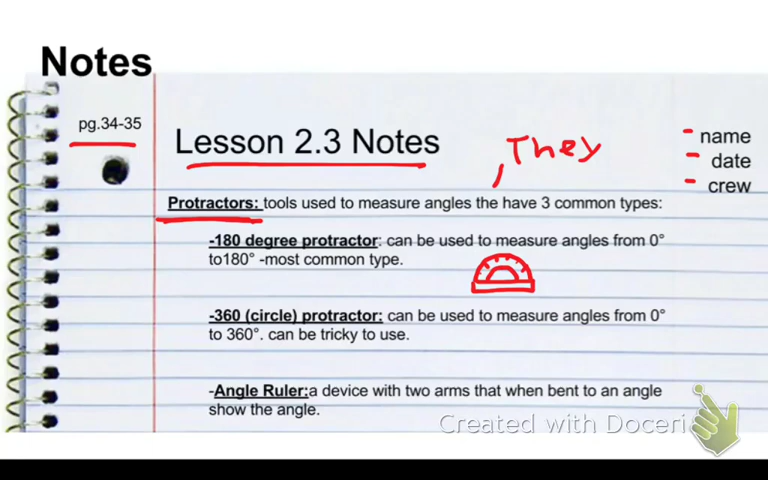 Notes
pg.34-35
Lesson 2.3 Notes
, They
- name
- date
- crew
Protractors: tools used to measure angles the have 3 common types:
-180 degree protractor: can be used to measure angles from 0°
to180° -most common type.
-360 (circle) protractor: can be used to measure angles from 0°
to 360°. can be tricky to use.
-Angle Ruler:a device with two arms that when bent to an angle
show the angle.
Created with Doceri